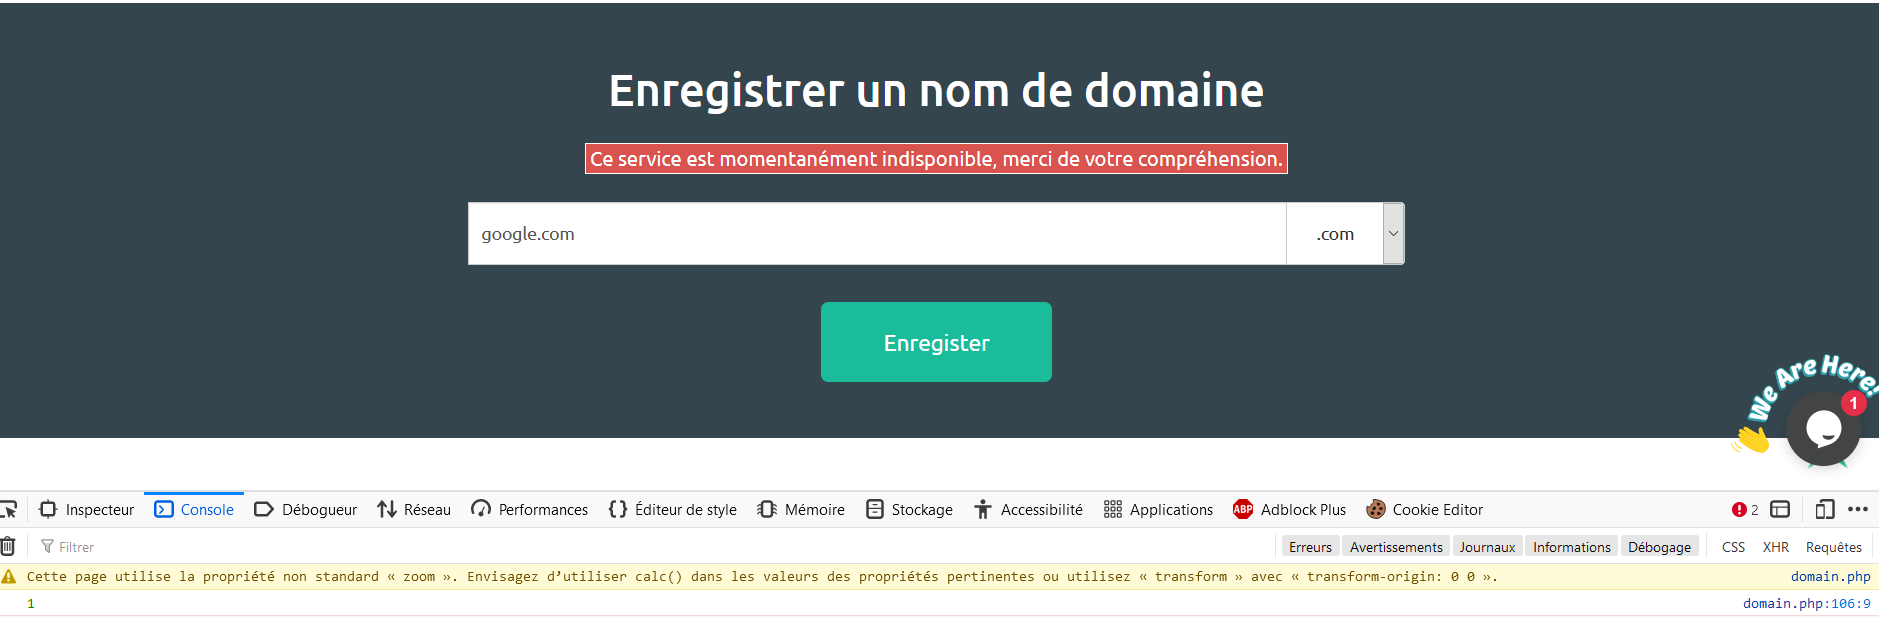 Enregistrer un nom de domaine
Ce service est momentanément indisponible, merci de votre compréhension.
google.com .com
Enregister
We Are Here!
1
Inspecteur Console Débogueur Réseau Performances Éditeur de style Mémoire Stockage Accessibilité Applications ABP Adblock Plus Cookie Editor 2
Filtrer Erreurs Avertissements Journaux Informations Débogage CSS XHR Requêtes
Cette page utilise la propriété non standard « zoom ». Envisagez d’utiliser calc() dans les valeurs des propriétés pertinentes ou utilisez « transform » avec « transform-origin: 0 0 ». domain.php
1 domain.php:106:9